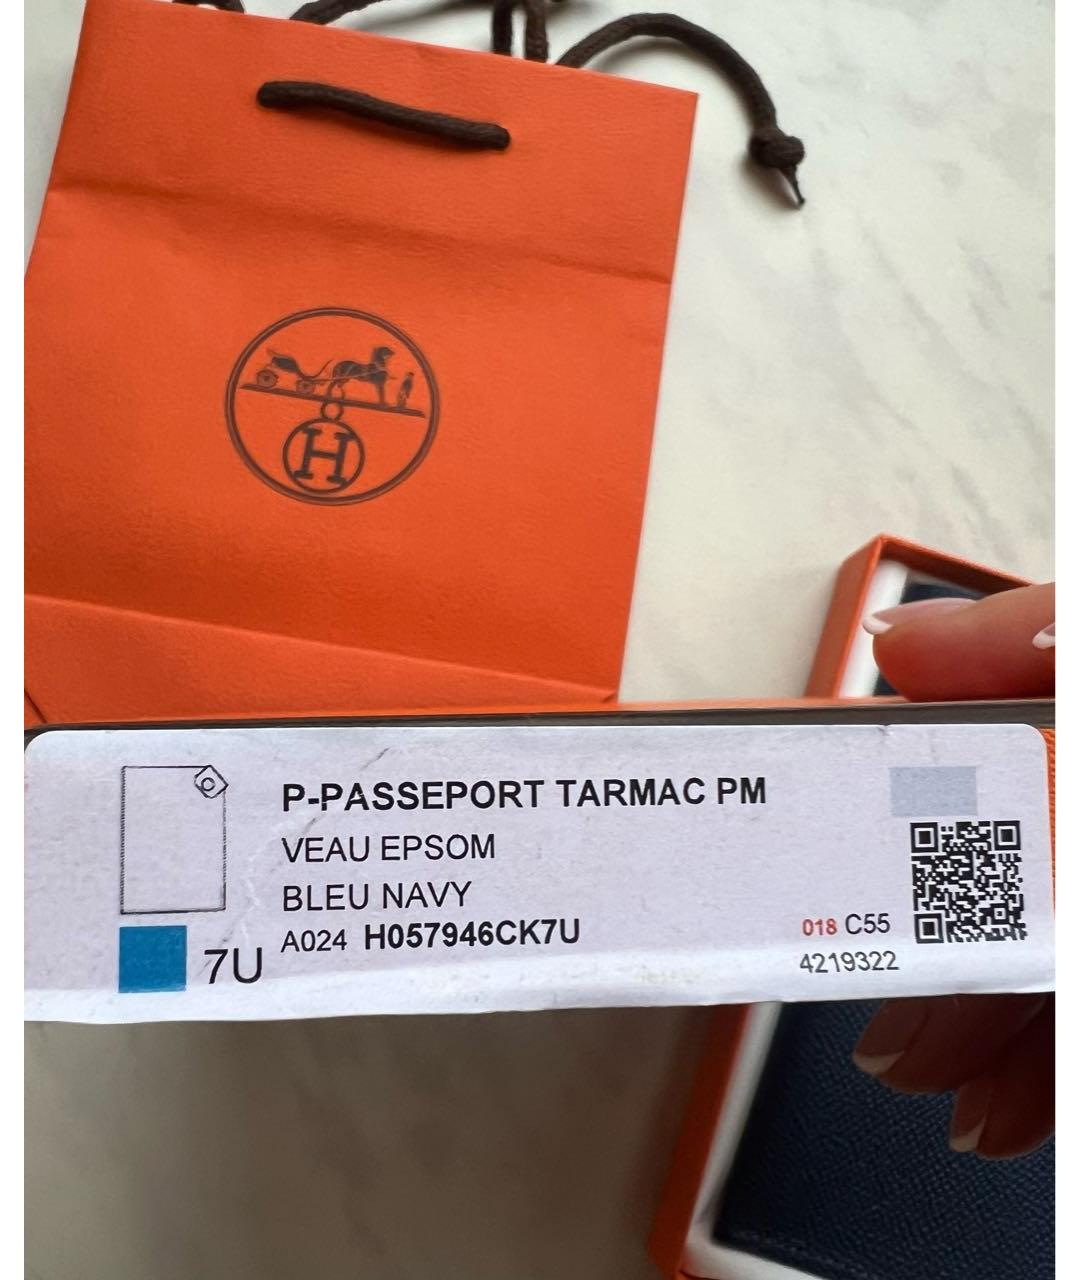 H
P-PASSEPORT TARMAC PM
VEAU EPSOM
BLEU NAVY
A024 H057946CK7U
7U
018 C55
4219322